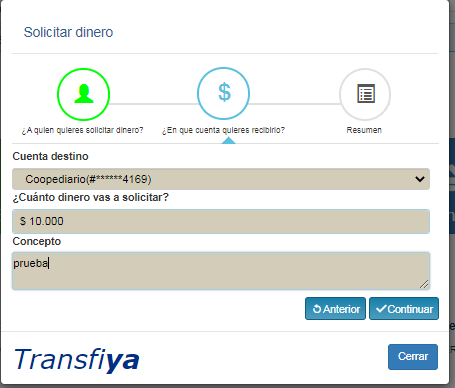 Solicitar dinero
$
¿A quien quieres solicitar dinero? ¿En que cuenta quieres recibirlo? Resumen
Cuenta destino
Coopediario(#******4169)
¿Cuánto dinero vas a solicitar?
$ 10.000
Concepto
prueba
Anterior Continuar
Transfiya Cerrar